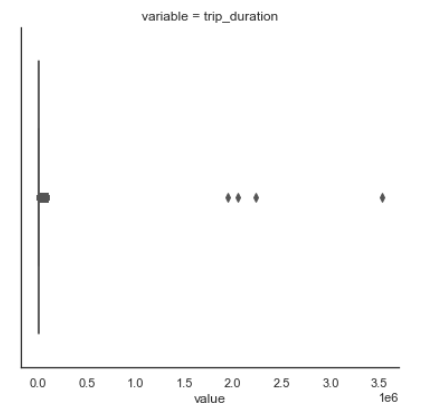 variable = trip_duration
0.0 0.5 1.0 1.5 2.0 2.5 3.0 3.5
1e6
value